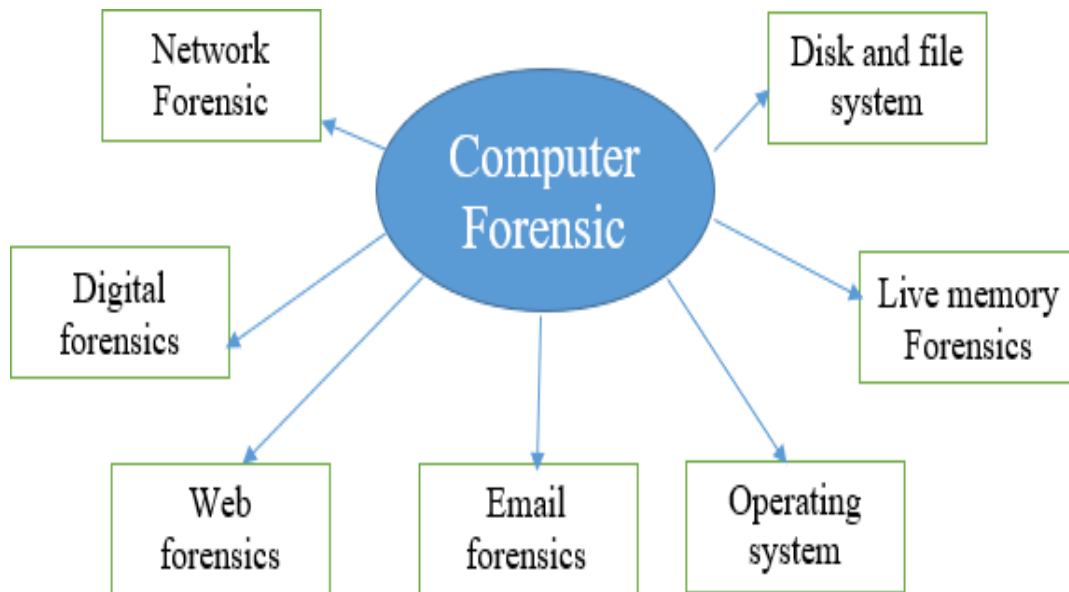 Network
Forensic
Disk and file
system
Computer
Forensic
Digital
forensics
Live memory
Forensics
Web
forensics
Email
forensics
Operating
system